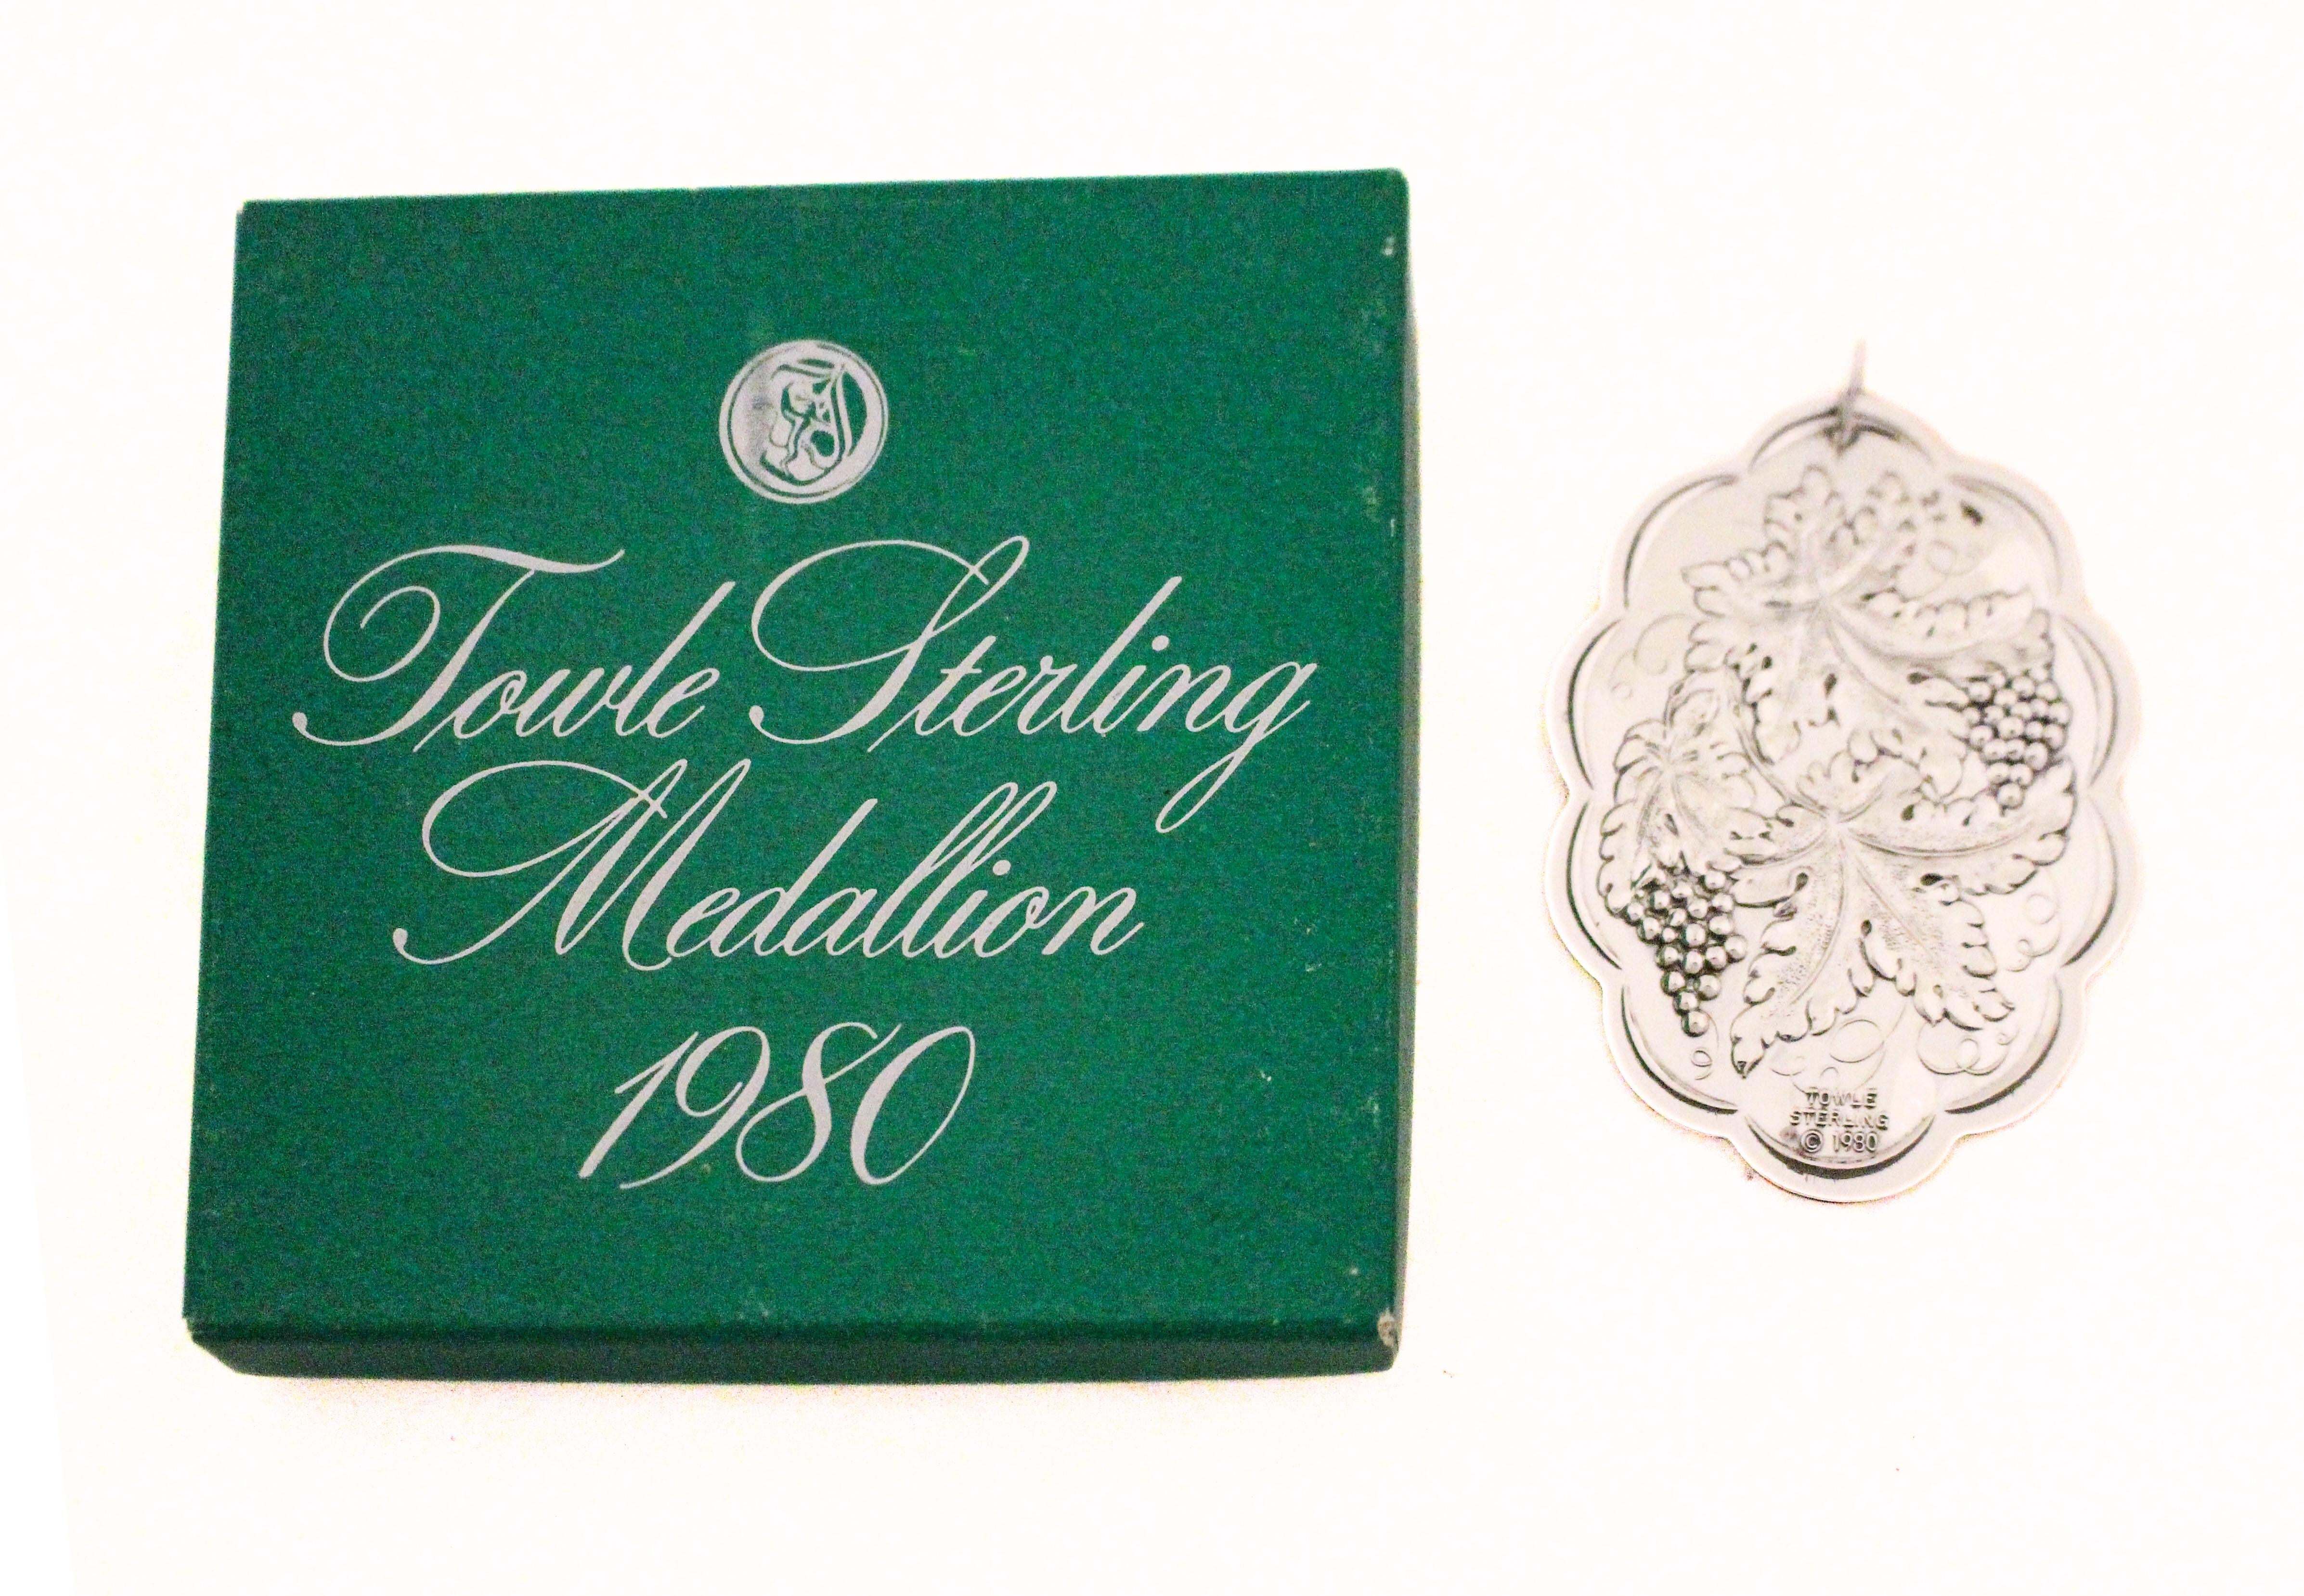 Towle Sterling
Medallion
1980
TOWLE
STERLING
© 1980